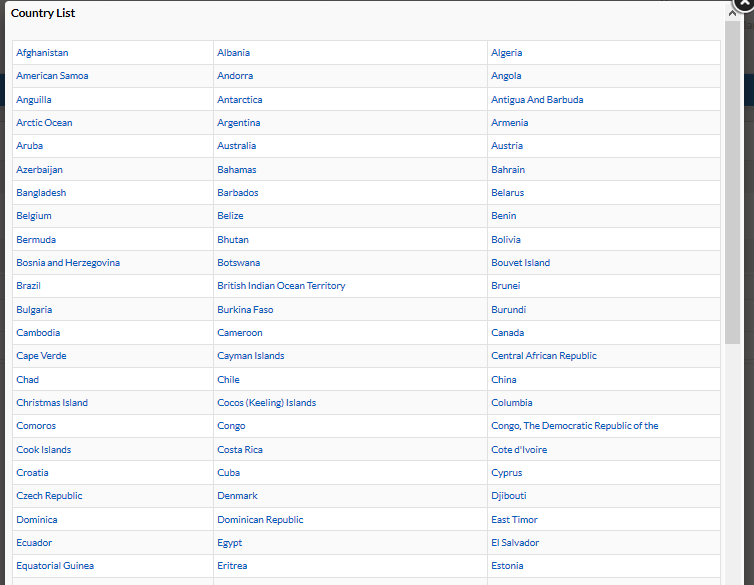 Country List
Afghanistan Albania Algeria
American Samoa Andorra Angola
Anguilla Antarctica Antigua And Barbuda
Arctic Ocean Argentina Armenia
Aruba Australia Austria
Azerbaijan Bahamas Bahrain
Bangladesh Barbados Belarus
Belgium Belize Benin
Bermuda Bhutan Bolivia
Bosnia and Herzegovina Botswana Bouvet Island
Brazil British Indian Ocean Territory Brunei
Bulgaria Burkina Faso Burundi
Cambodia Cameroon Canada
Cape Verde Cayman Islands Central African Republic
Chad Chile China
Christmas Island Cocos (Keeling) Islands Columbia
Comoros Congo Congo, The Democratic Republic of the
Cook Islands Costa Rica Cote d'Ivoire
Croatia Cuba Cyprus
Czech Republic Denmark Djibouti
Dominica Dominican Republic East Timor
Ecuador Egypt El Salvador
Equatorial Guinea Eritrea Estonia